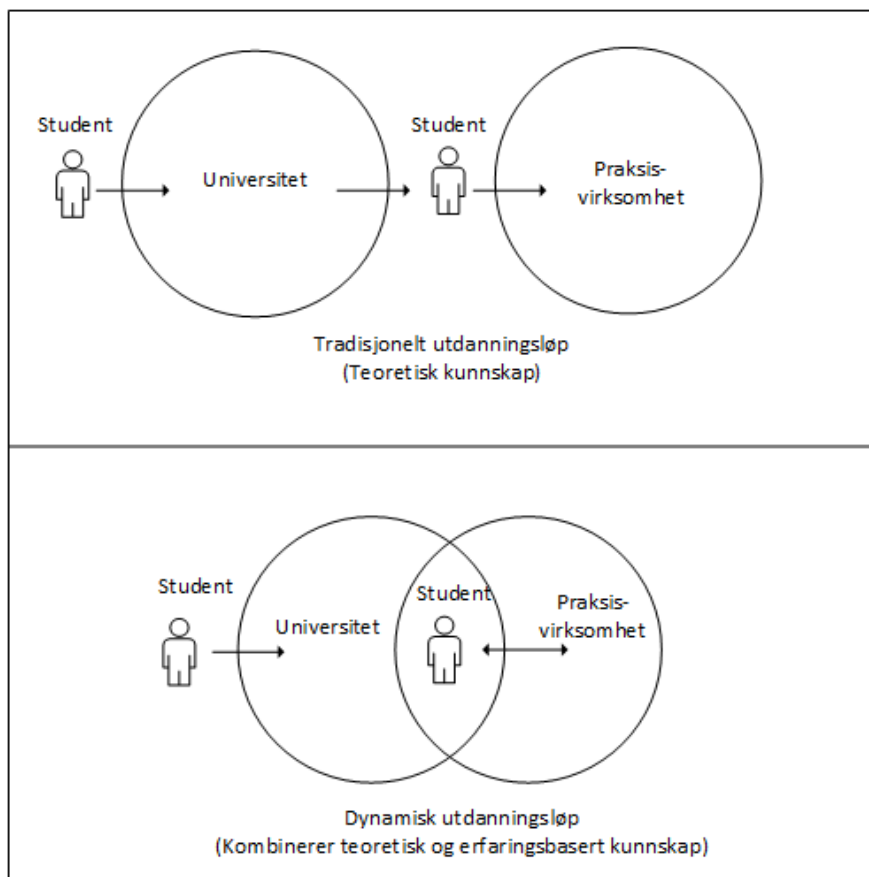 Student
Universitet
Student
Praksis-
virksomhet
Tradisjonelt utdanningsløp
(Teoretisk kunnskap)
Student
Universitet
Student
Praksis-
virksomhet
Dynamisk utdanningsløp
(Kombinerer teoretisk og erfaringsbasert kunnskap)